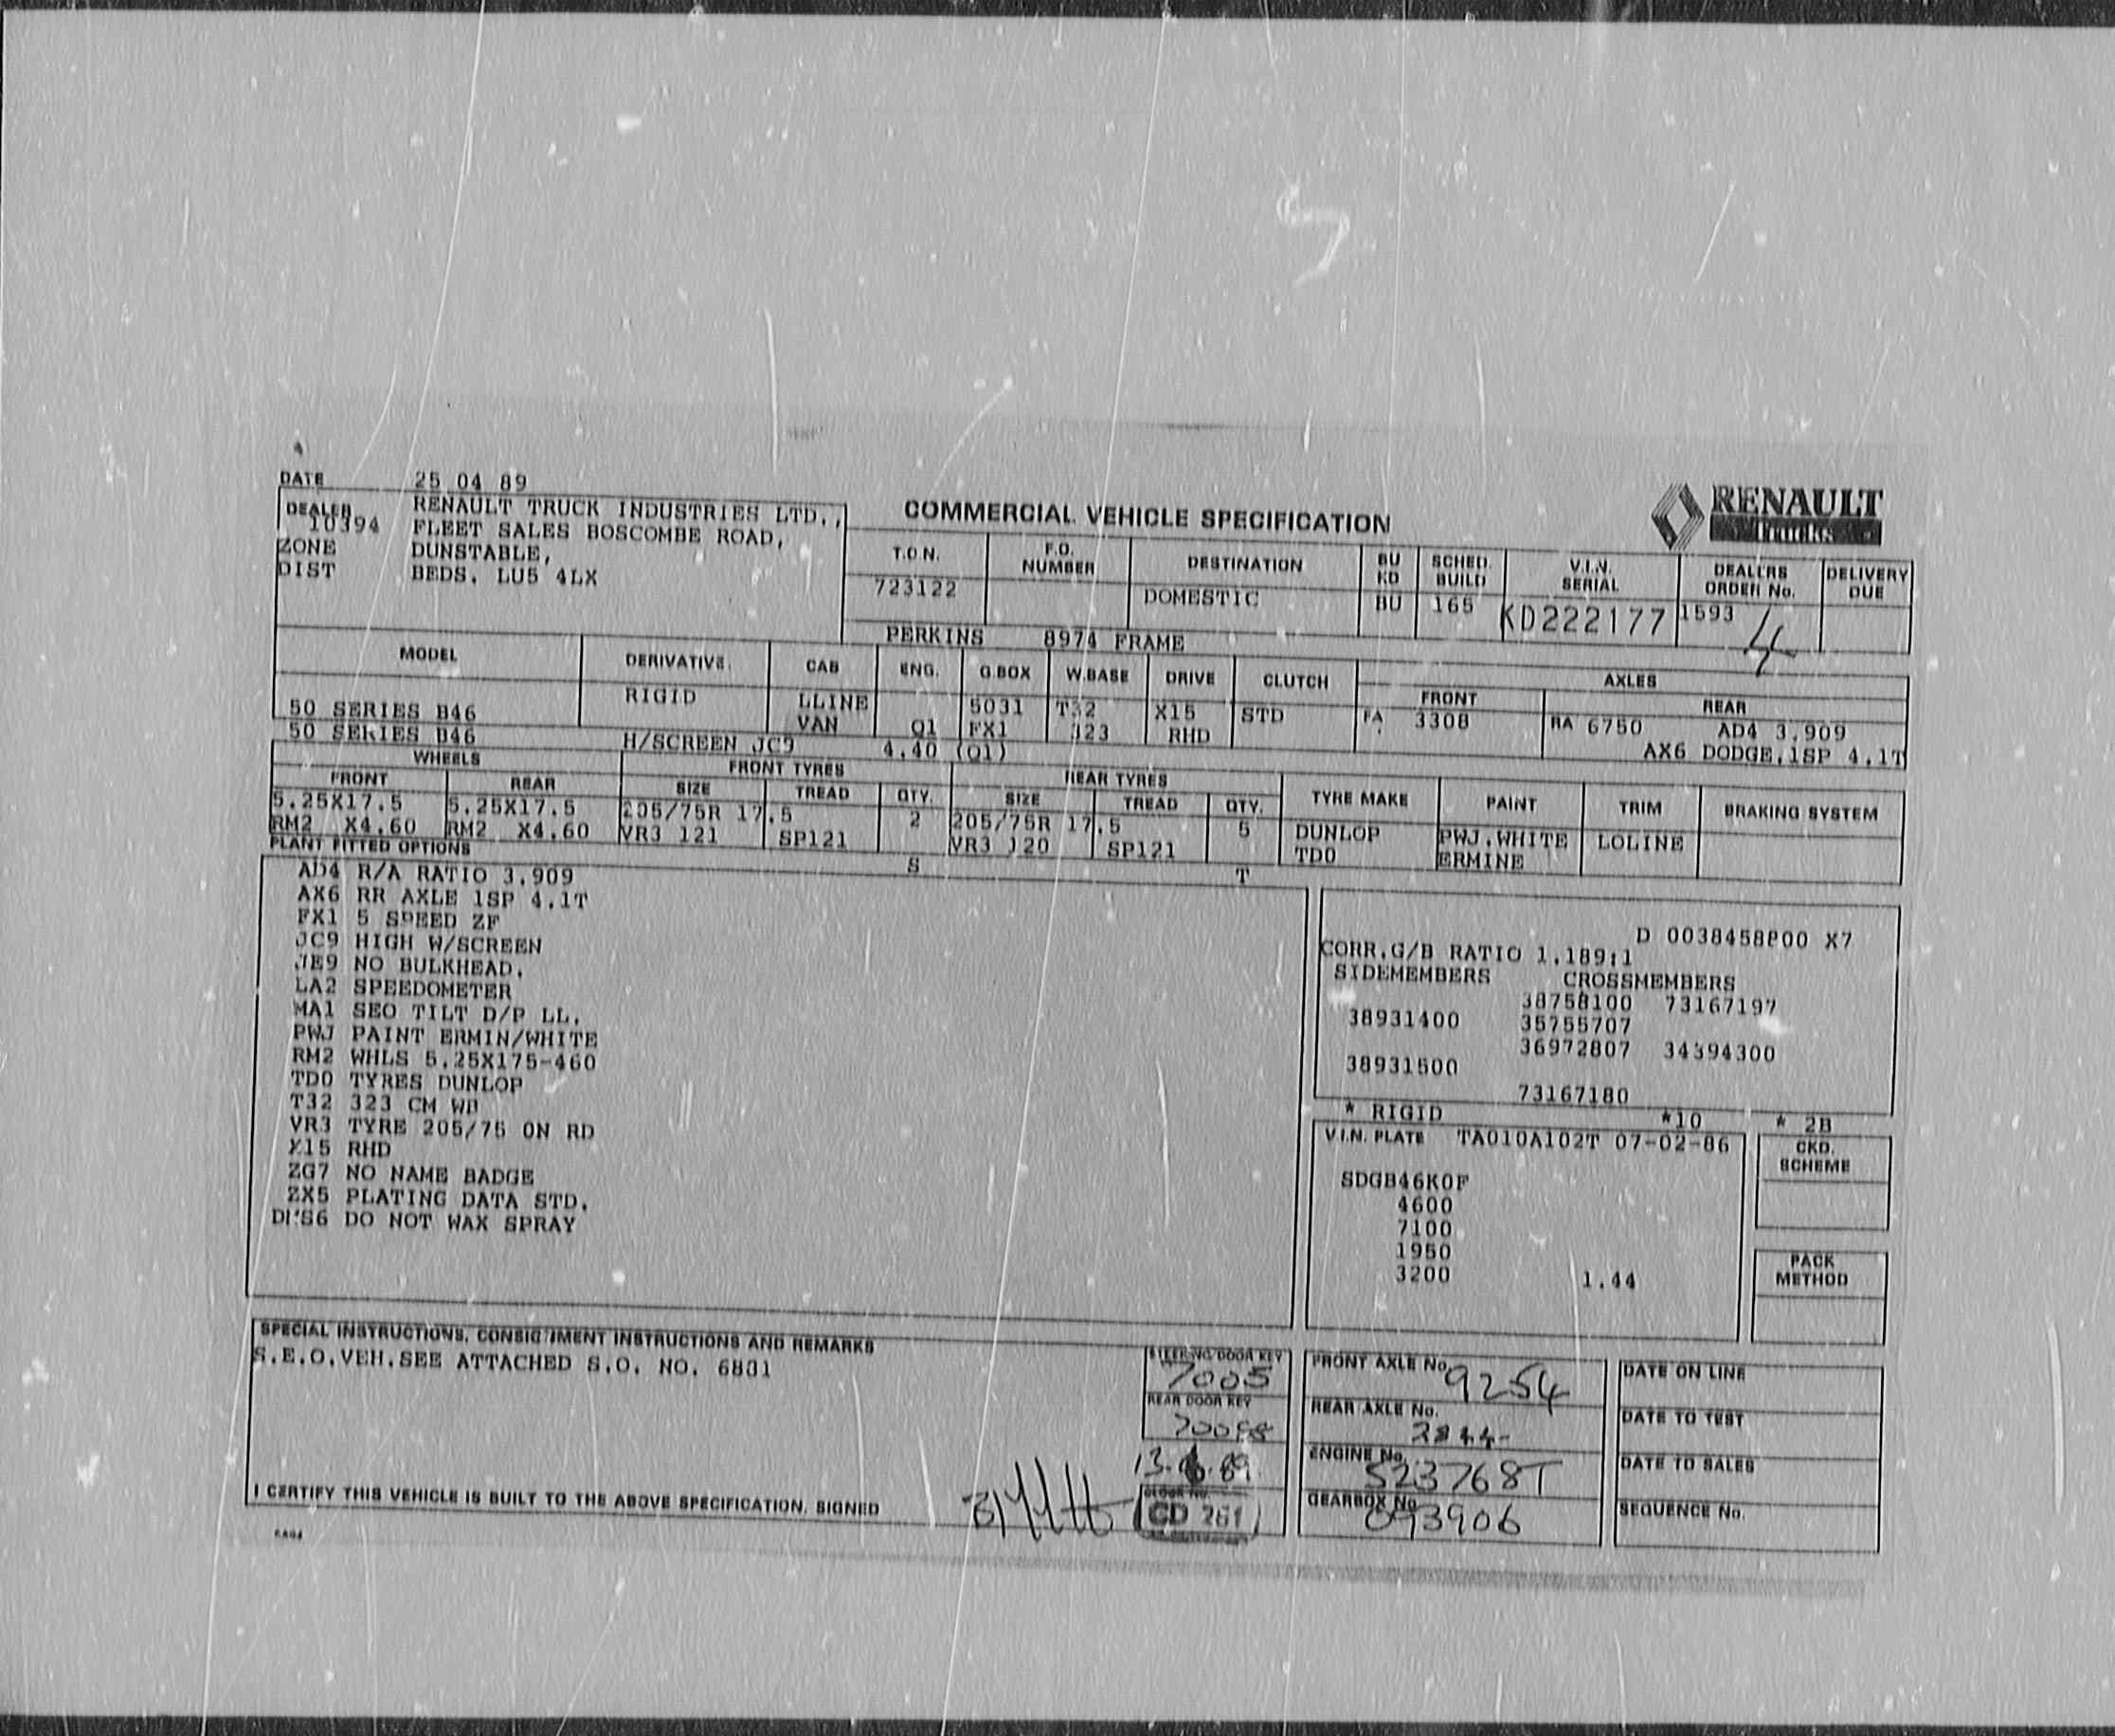 DATE 25 04 89
DEALER 10394 RENAULT TRUCK INDUSTRIES LTD.,
FLEET SALES BOSCOMBE ROAD,
ZONE DUNSTABLE,
DIST BEDS. LU5 4LX
COMMERCIAL VEHICLE SPECIFICATION
RENAULT
Trucks
T.O.N. F.O. NUMBER DESTINATION BU KD SCHED. BUILD V.I.N. SERIAL DEALERS ORDER No. DELIVERY DUE
723122 DOMESTIC BU 165 KD222177 1593 4
PERKINS 8974 FRAME
MODEL DERIVATIVE. CAB ENG. G.BOX W.BASE DRIVE CLUTCH AXLES
FRONT REAR
50 SERIES B46 RIGID LLINE 5031 T32 X15 STD FA 3308 RA 6750 AD4 3.909
VAN Q1 FX1 323 RHD
50 SERIES B46 H/SCREEN JC9 4.40 (Q1) AX6 DODGE.1SP 4.1T
WHEELS FRONT TYRES REAR TYRES
FRONT REAR SIZE TREAD QTY. SIZE TREAD QTY. TYRE MAKE PAINT TRIM BRAKING SYSTEM
5.25X17.5 5.25X17.5 205/75R 17.5 2 205/75R 17.5 5 DUNLOP PWJ.WHITE LOLINE
RM2 X4.60 RM2 X4.60 VR3 121 SP121 VR3 120 SP121 TD0 ERMINE
PLANT FITTED OPTIONS S T
AD4 R/A RATIO 3.909
AX6 RR AXLE 1SP 4.1T
FX1 5 SPEED ZF
JC9 HIGH W/SCREEN
JE9 NO BULKHEAD.
LA2 SPEEDOMETER
MA1 SEO TILT D/P LL.
PWJ PAINT ERMIN/WHITE
RM2 WHLS 5.25X175-460
TD0 TYRES DUNLOP
T32 323 CM WB
VR3 TYRE 205/75 ON RD
X15 RHD
ZG7 NO NAME BADGE
ZX5 PLATING DATA STD.
DO NOT WAX SPRAY
D 0038458P00 X7
CORR.G/B RATIO 1.189:1
SIDEMEMBERS CROSSMEMBERS
38758100 73167197
38931400 35755707
36972807 34394300
38931500
73167180
* RIGID *10 * 2B
V.I.N. PLATE TA010A102T 07-02-86
SDGB46K0F
4600
7100
1950
3200 1.44
CKD. SCHEME
PACK METHOD
SPECIAL INSTRUCTIONS, CONSIGNMENT INSTRUCTIONS AND REMARKS
S.E.O.VEH.SEE ATTACHED S.O. NO. 6801
DOOR KEY
7005
REAR DOOR KEY
FRONT AXLE No. 9254
REAR AXLE No. 2844
ENGINE No. 523768T
GEARBOX No. 093906
DATE ON LINE
DATE TO TEST
DATE TO SALES
SEQUENCE No.
I CERTIFY THIS VEHICLE IS BUILT TO THE ABOVE SPECIFICATION. SIGNED
CD 261